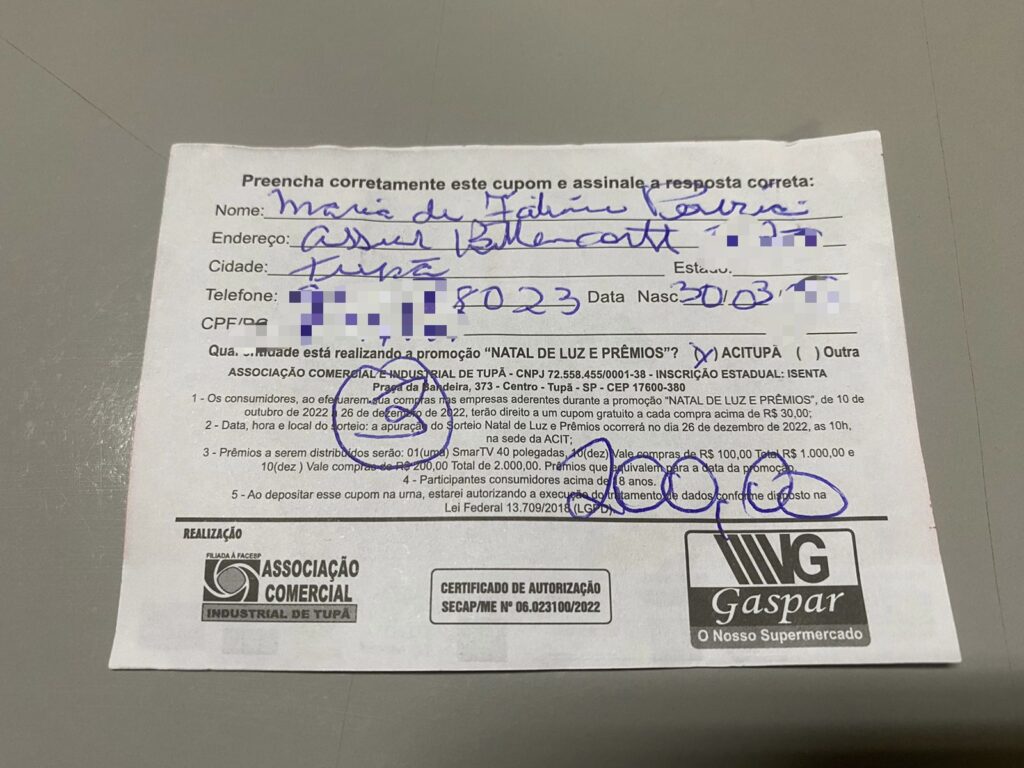 Preencha corretamente este cupom e assinale a resposta correta:
Nome: Maria de Fátima
Endereço: Assur
Cidade: Tupã Estado:
Telefone: 8023 Data Nasc 30/03/
CPF/RG
Qual entidade está realizando a promoção “NATAL DE LUZ E PRÊMIOS”? (X) ACITUPÃ ( ) Outra
ASSOCIAÇÃO COMERCIAL E INDUSTRIAL DE TUPÃ - CNPJ 72.558.455/0001-38 - INSCRIÇÃO ESTADUAL: ISENTA
Praça da Bandeira, 373 - Centro - Tupã - SP - CEP 17600-380
1 - Os consumidores, ao efetuarem sua compras nas empresas aderentes durante a promoção “NATAL DE LUZ E PRÊMIOS”, de 10 de
outubro de 2022 a 26 de dezembro de 2022, terão direito a um cupom gratuito a cada compra acima de R$ 30,00;
2 - Data, hora e local do sorteio: a apuração do Sorteio Natal de Luz e Prêmios ocorrerá no dia 26 de dezembro de 2022, as 10h,
na sede da ACIT;
3 - Prêmios a serem distribuídos serão: 01(uma) SmarTV 40 polegadas, 10(dez) Vale compras de R$ 100,00 Total R$ 1.000,00 e
10(dez ) Vale compras de R$ 200,00 Total de 2.000,00. Prêmios que equivalem para a data da promoção.
4 - Participantes consumidores acima de 18 anos.
5 - Ao depositar esse cupom na urna, estarei autorizando a execução do tratamento de dados conforme disposto na
Lei Federal 13.709/2018 (LGPD).
3
200,00
REALIZAÇÃO
FILIADA À FACESP
ASSOCIAÇÃO
COMERCIAL
INDUSTRIAL DE TUPÃ
CERTIFICADO DE AUTORIZAÇÃO
SECAP/ME Nº 06.023100/2022
VG
Gaspar
O Nosso Supermercado